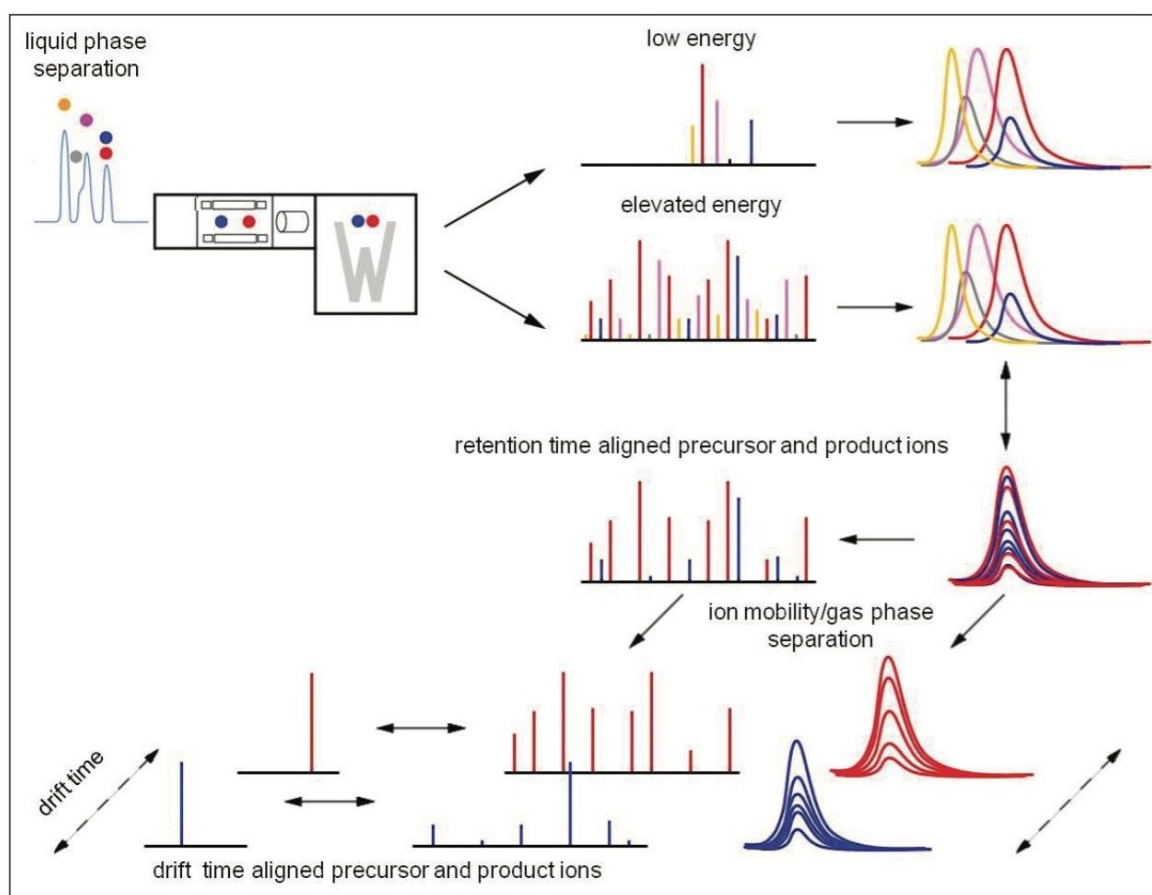 liquid phase
separation
low energy
elevated energy
retention time aligned precursor and product ions
ion mobility/gas phase
separation
drift time
drift time aligned precursor and product ions